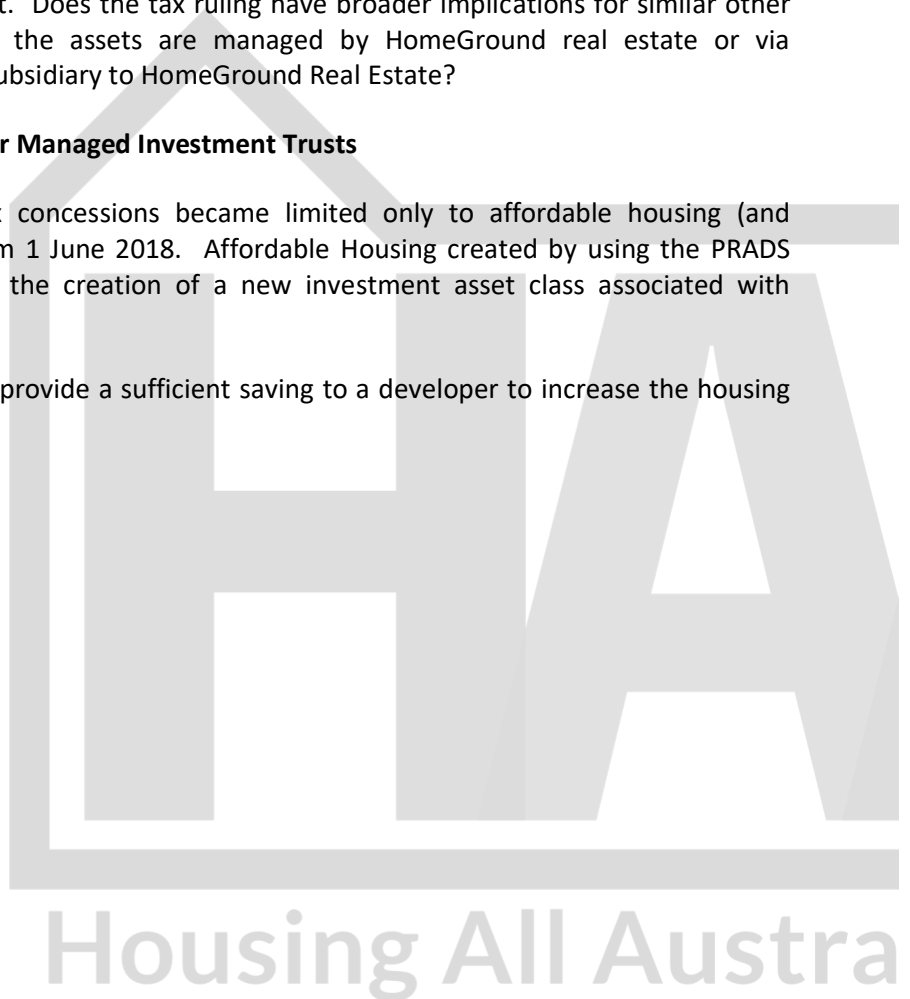 t. Does the tax ruling have broader implications for similar other
the assets are managed by HomeGround real estate or via
ubsidiary to HomeGround Real Estate?
r Managed Investment Trusts
concessions became limited only to affordable housing (and
m 1 June 2018. Affordable Housing created by using the PRADS
the creation of a new investment asset class associated with
provide a sufficient saving to a developer to increase the housing
HA
Housing All Austra